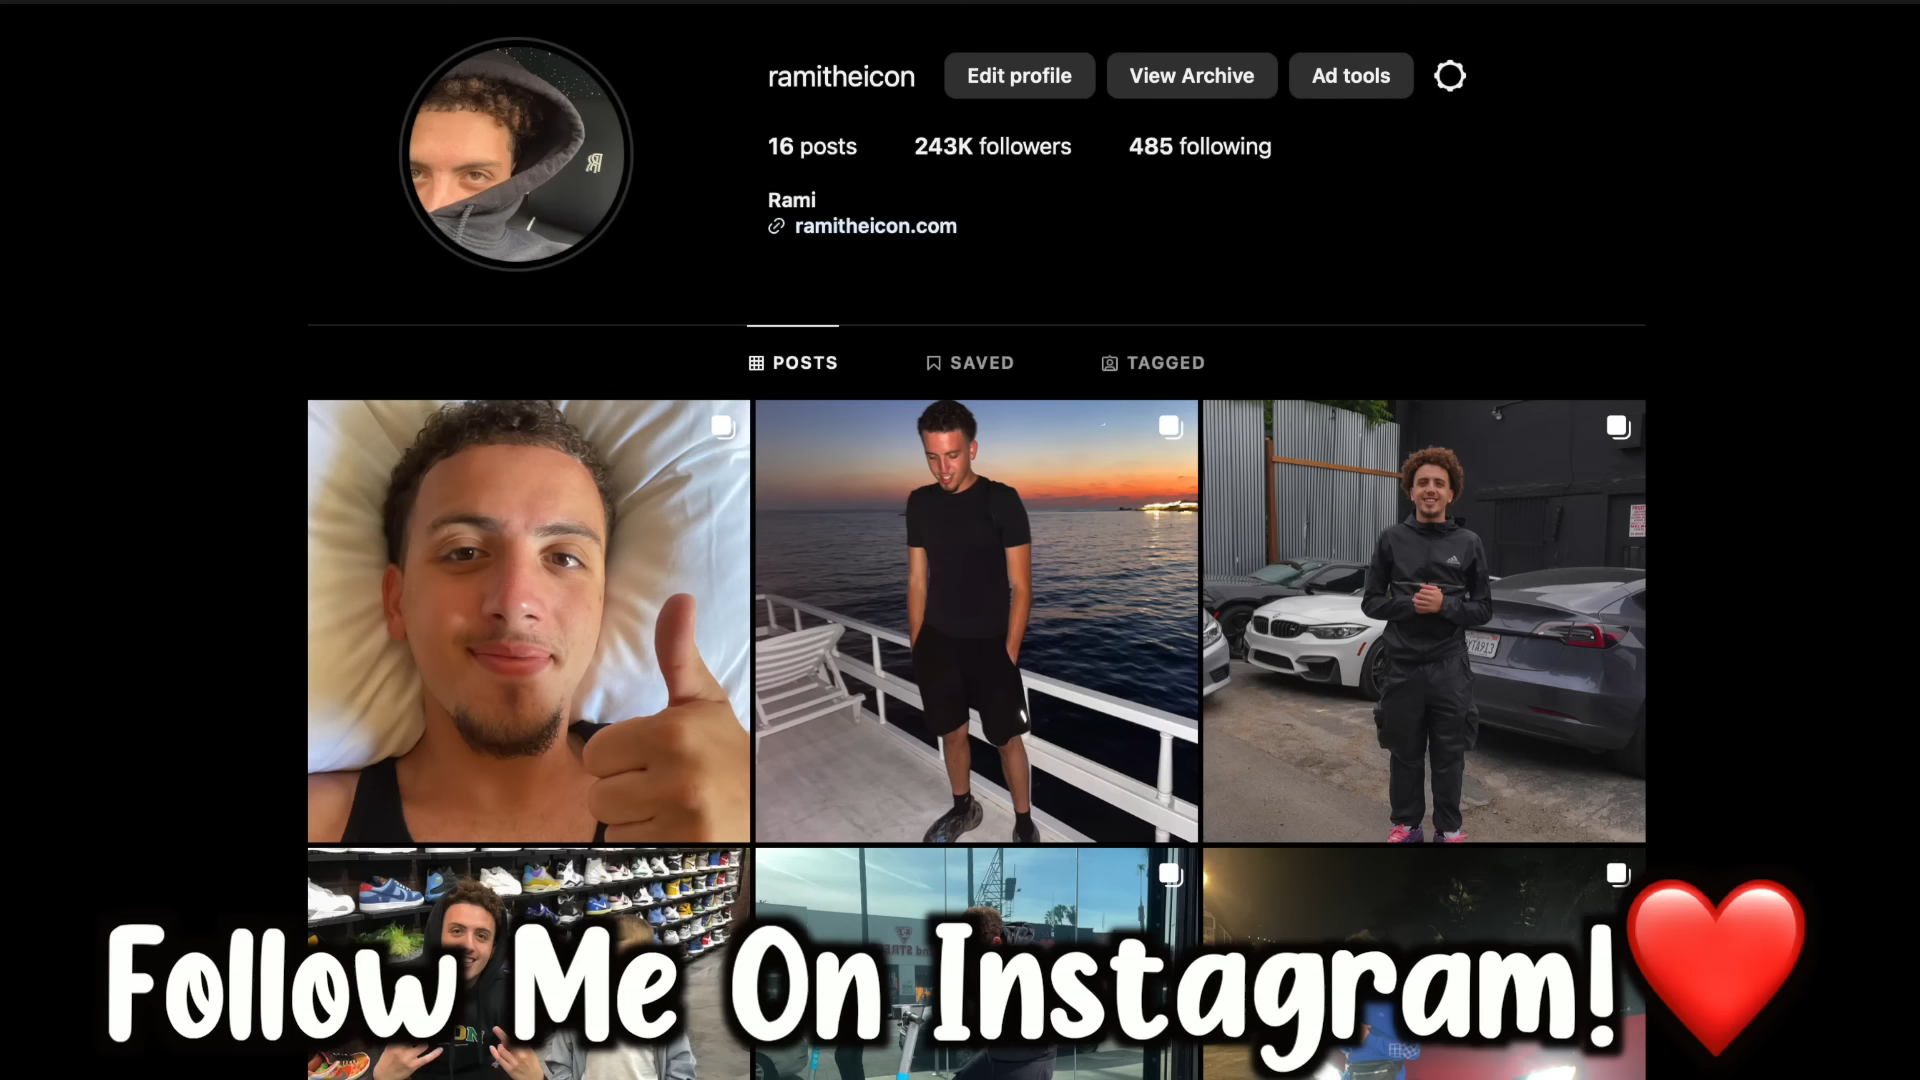 ramitheicon Edit profile View Archive Ad tools
16 posts 243K followers 485 following
Rami
ramitheicon.com
POSTS SAVED TAGGED
Follow Me On Instagram!